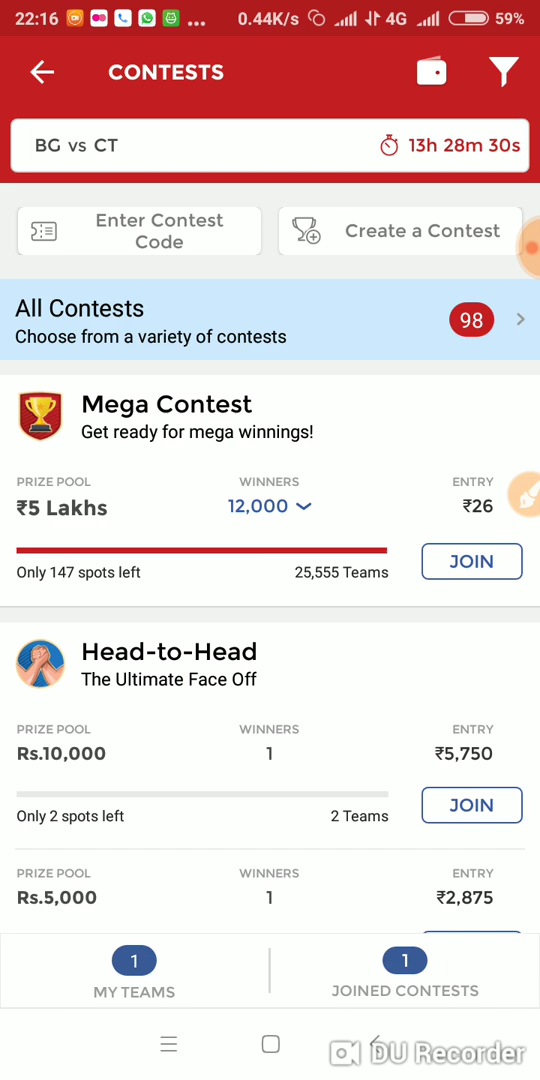 22:16 ... 0.44K/s 4G 59%
CONTESTS
BG vs CT 13h 28m 30s
Enter Contest
Code
Create a Contest
All Contests
Choose from a variety of contests
98
Mega Contest
Get ready for mega winnings!
PRIZE POOL WINNERS ENTRY
₹5 Lakhs 12,000 ₹26
JOIN
Only 147 spots left 25,555 Teams
Head-to-Head
The Ultimate Face Off
PRIZE POOL WINNERS ENTRY
Rs.10,000 1 ₹5,750
JOIN
Only 2 spots left 2 Teams
PRIZE POOL WINNERS ENTRY
Rs.5,000 1 ₹2,875
1 1
MY TEAMS JOINED CONTESTS
DU Recorder